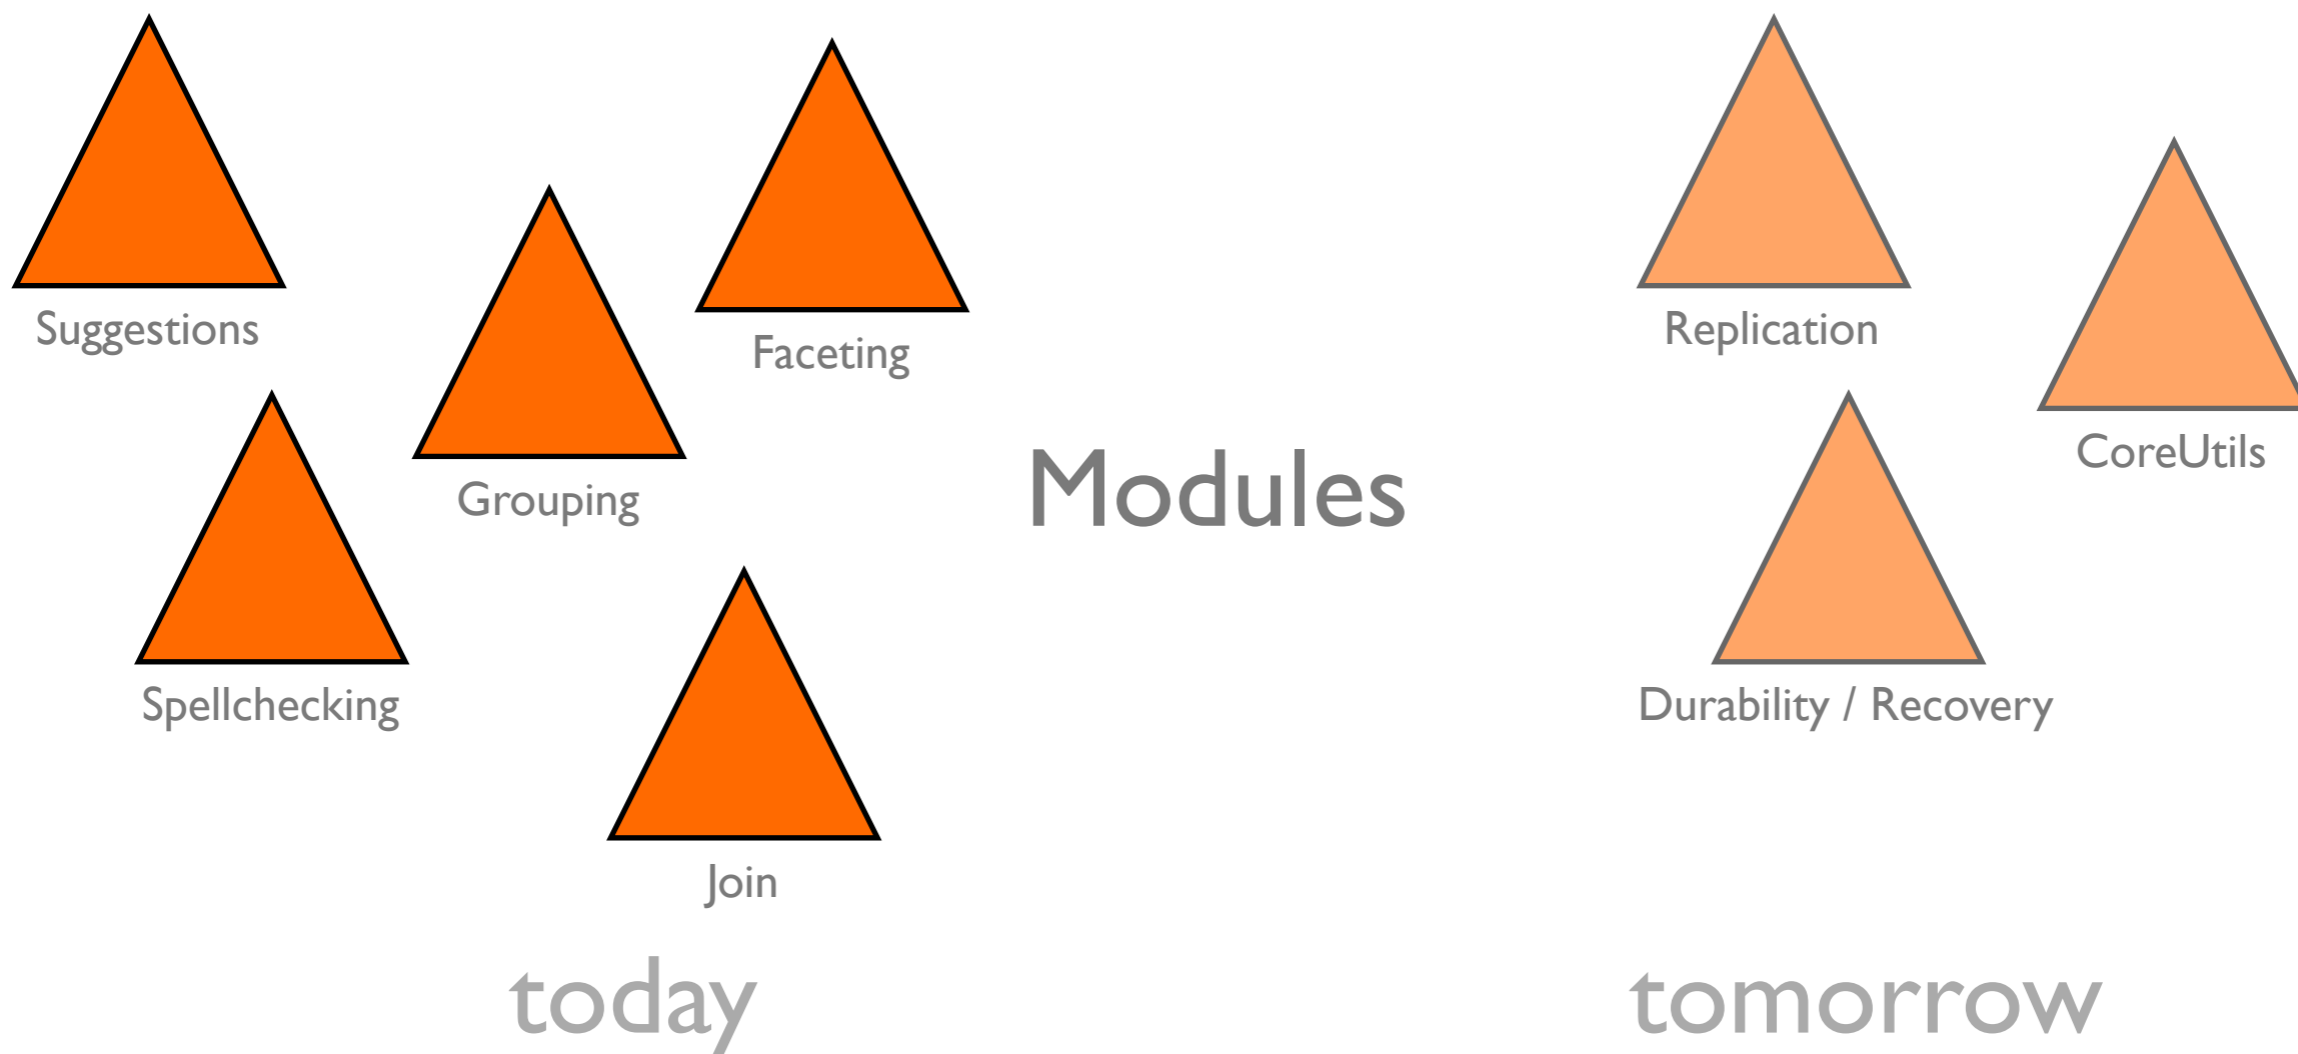 Suggestions
Faceting
Grouping
Spellchecking
Join
today
Modules
Replication
CoreUtils
Durability / Recovery
tomorrow